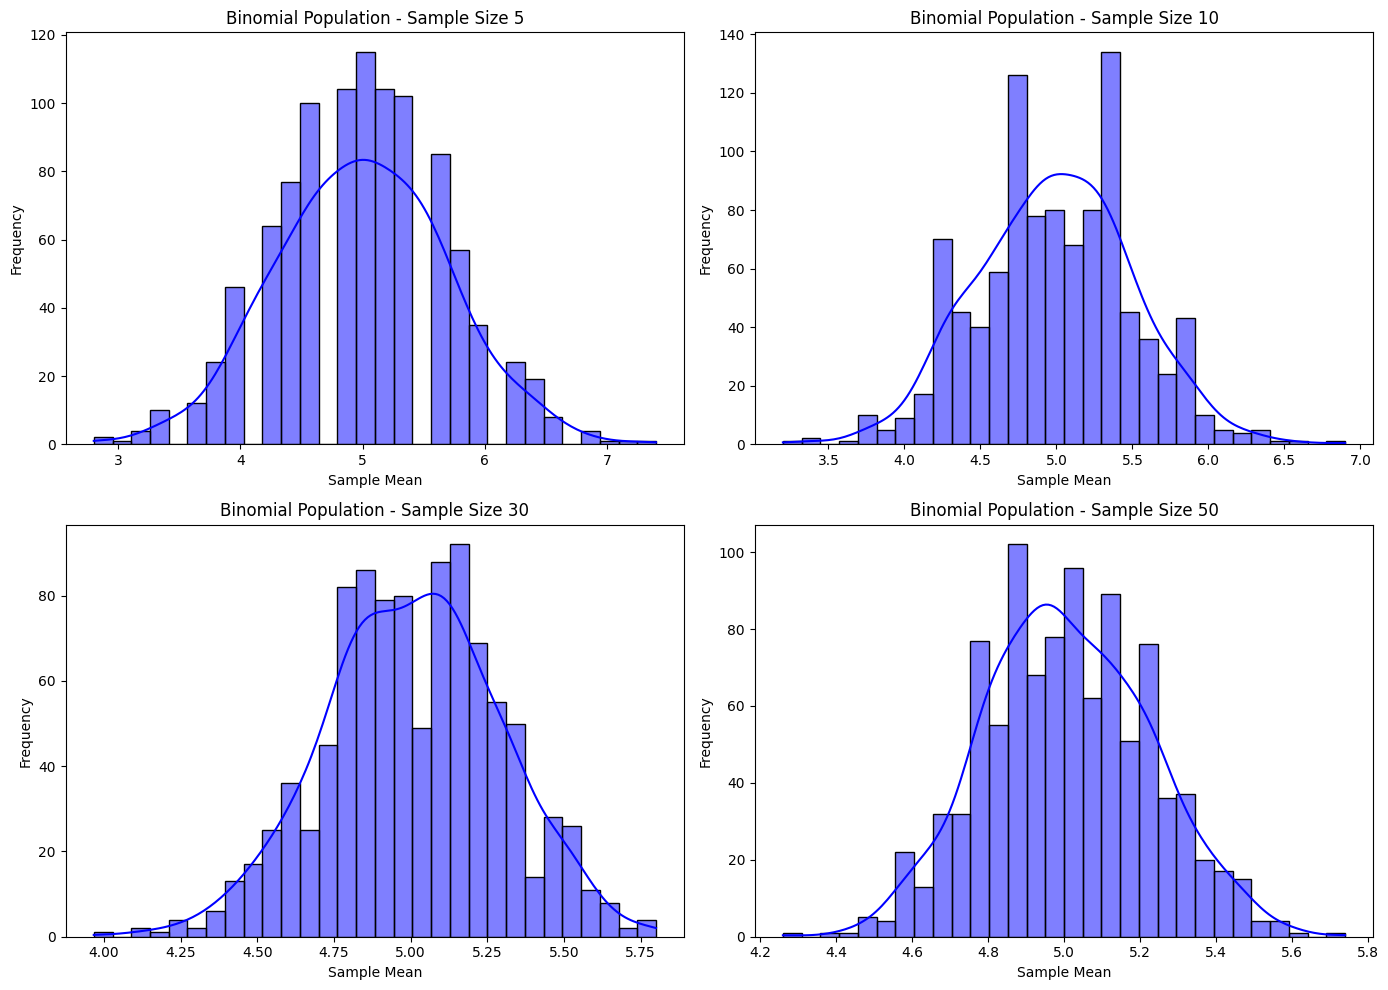 Binomial Population - Sample Size 5
Frequency
0
20
40
60
80
100
120
3 4 5 6 7
Sample Mean
Binomial Population - Sample Size 10
Frequency
0
20
40
60
80
100
120
140
3.5 4.0 4.5 5.0 5.5 6.0 6.5 7.0
Sample Mean
Binomial Population - Sample Size 30
Frequency
0
20
40
60
80
4.00 4.25 4.50 4.75 5.00 5.25 5.50 5.75
Sample Mean
Binomial Population - Sample Size 50
Frequency
0
20
40
60
80
100
4.2 4.4 4.6 4.8 5.0 5.2 5.4 5.6 5.8
Sample Mean